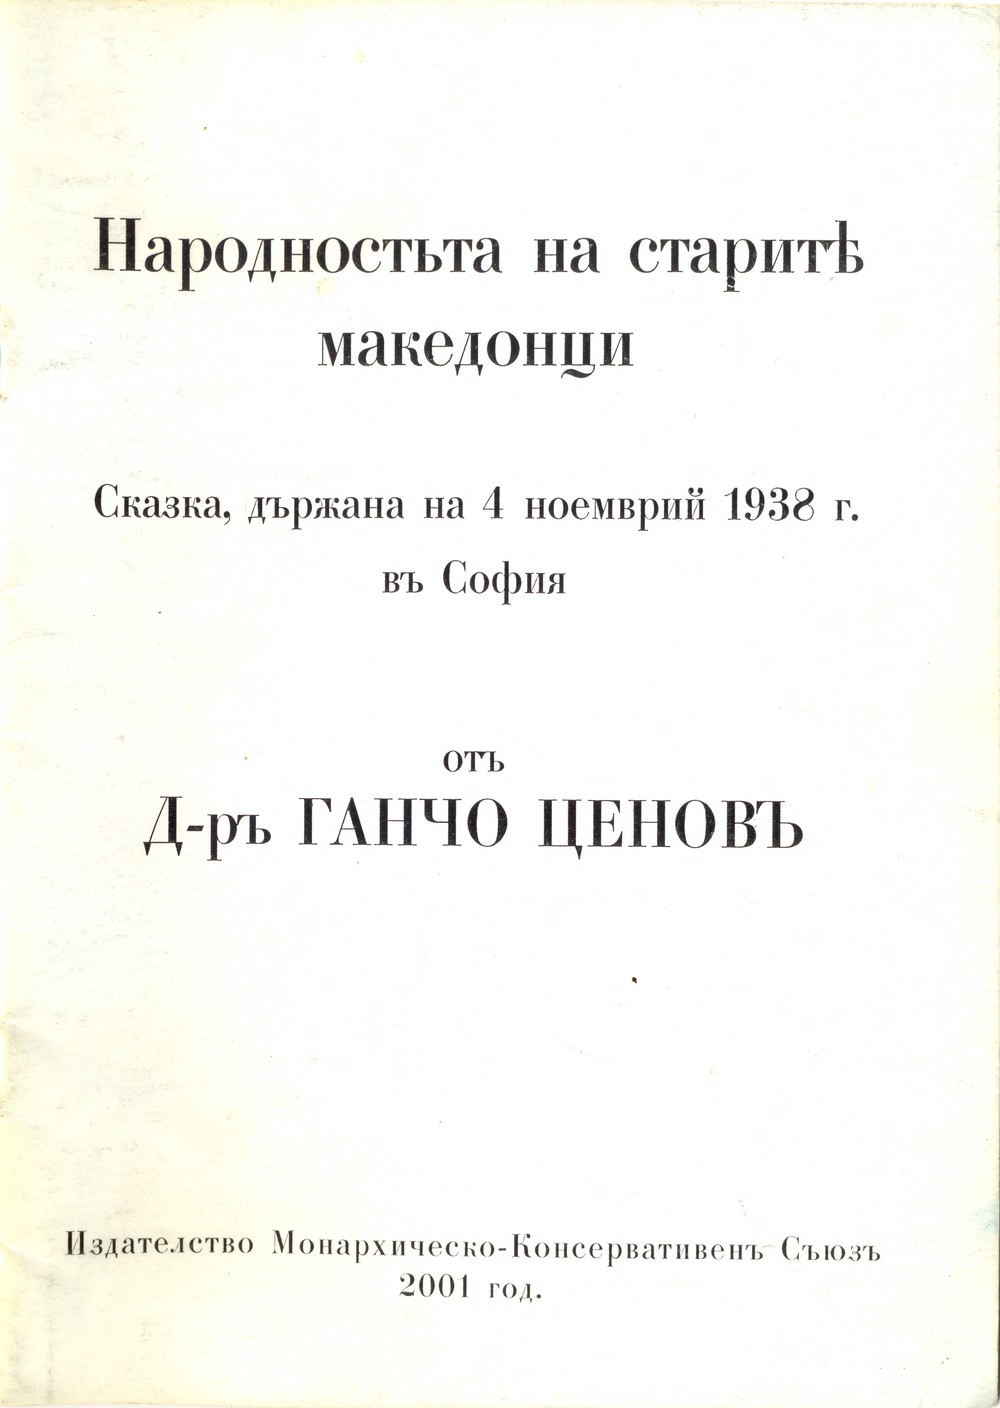 Народностьта на старитѣ
македонци
Сказка, държана на 4 ноемврий 1938 г.
въ София
отъ
Д-ръ ГАНЧО ЦЕНОВЪ
Издателство Монархическо-Консервативенъ Съюзъ
2001 год.